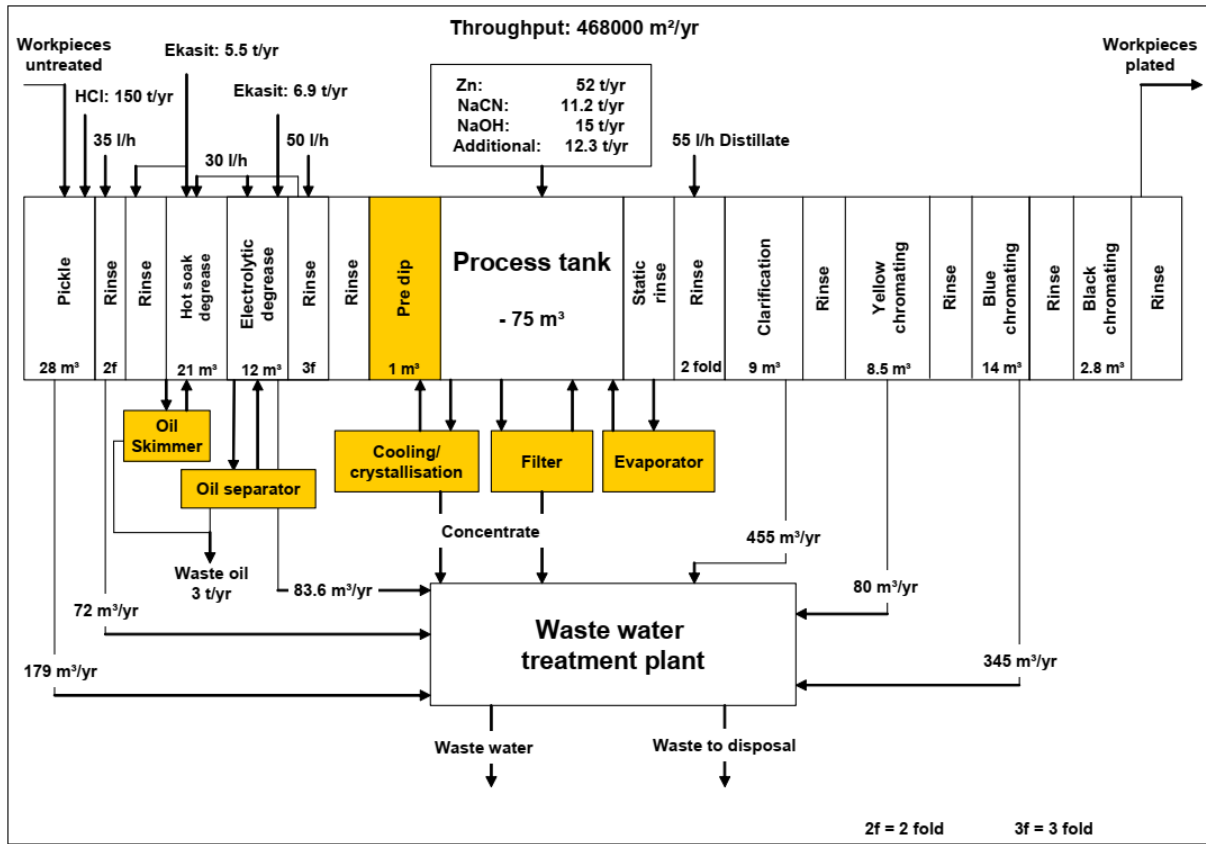 Throughput: 468000 m²/yr
Workpieces
untreated
Ekasit: 5.5 t/yr
Workpieces
plated
HCl: 150 t/yr
Ekasit: 6.9 t/yr
Zn: 52 t/yr
NaCN: 11.2 t/yr
NaOH: 15 t/yr
Additional: 12.3 t/yr
35 l/h
50 l/h
55 l/h Distillate
30 l/h
Pickle
28 m³
Rinse
2f
Rinse
Hot soak
degrease
21 m³
Electrolytic
degrease
12 m³
Rinse
3f
Rinse
Pre dip
1 m³
Process tank
- 75 m³
Static
rinse
Rinse
2 fold
Clarification
9 m³
Rinse
Yellow
chromating
8.5 m³
Rinse
Blue
chromating
14 m³
Rinse
Black
chromating
2.8 m³
Rinse
Oil
Skimmer
Oil separator
Cooling/
crystallisation
Filter
Evaporator
Concentrate
455 m³/yr
Waste oil
3 t/yr
83.6 m³/yr
80 m³/yr
72 m³/yr
Waste water
treatment plant
179 m³/yr
345 m³/yr
Waste water
Waste to disposal
2f = 2 fold
3f = 3 fold